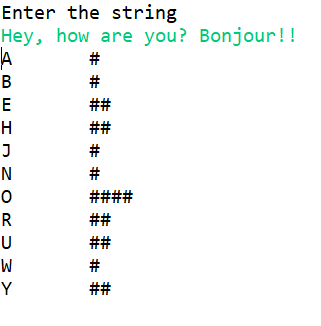 Enter the string
Hey, how are you? Bonjour!!
A #
B #
E ##
H ##
J #
N #
O ####
R ##
U ##
W #
Y ##